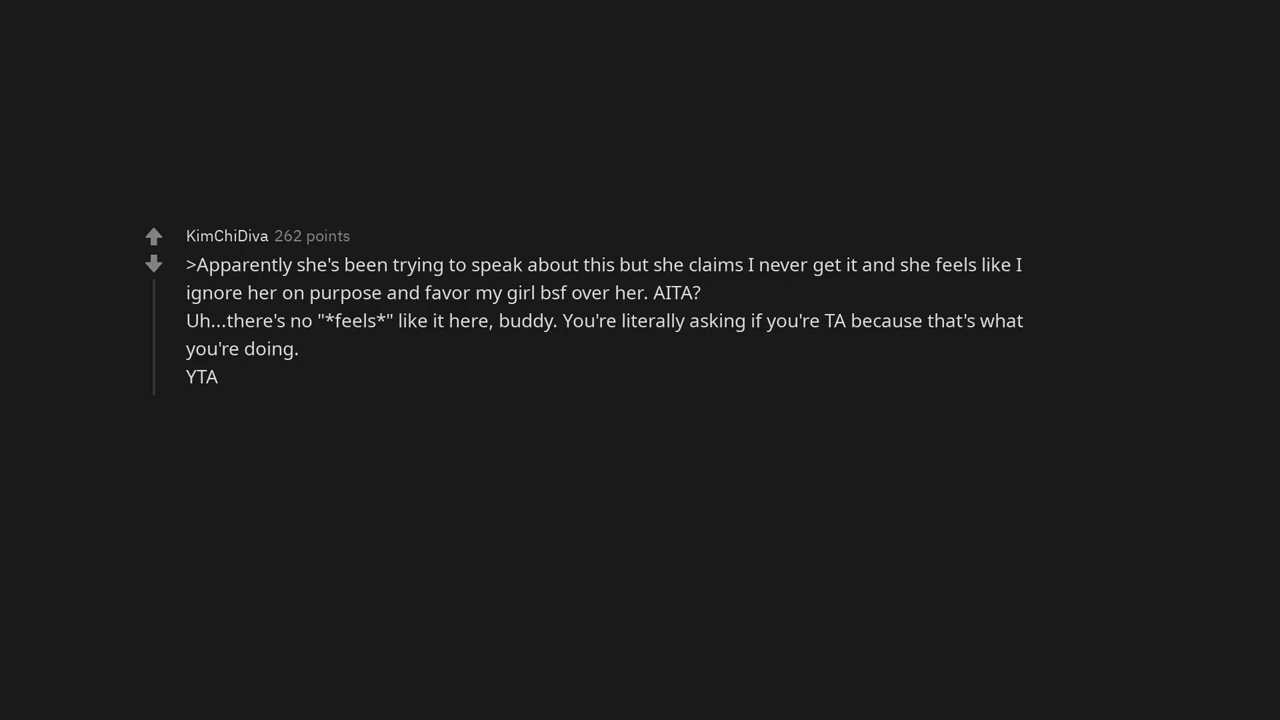 KimChiDiva 262 points
>Apparently she's been trying to speak about this but she claims I never get it and she feels like I
ignore her on purpose and favor my girl bsf over her. AITA?
Uh...there's no "*feels*" like it here, buddy. You're literally asking if you're TA because that's what
you're doing.
YTA